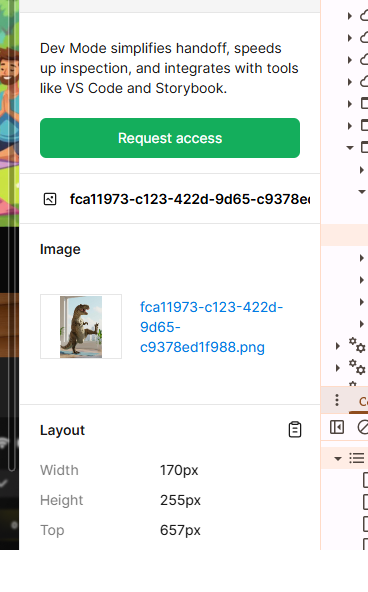 Dev Mode simplifies handoff, speeds
up inspection, and integrates with tools
like VS Code and Storybook.
Request access
fca11973-c123-422d-9d65-c9378e
Image
fca11973-c123-422d-
9d65-
c9378ed1f988.png
Layout
Width 170px
Height 255px
Top 657px